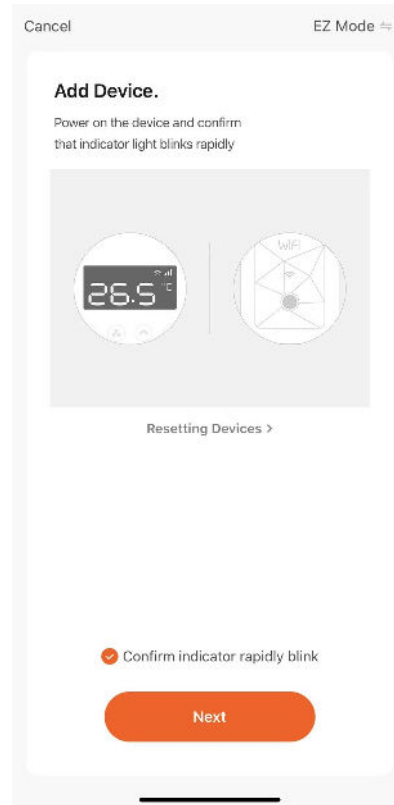 Cancel
EZ Mode ⇋
Add Device.
Power on the device and confirm
that indicator light blinks rapidly
WiFi
26.5 °C
Resetting Devices >
Confirm indicator rapidly blink
Next